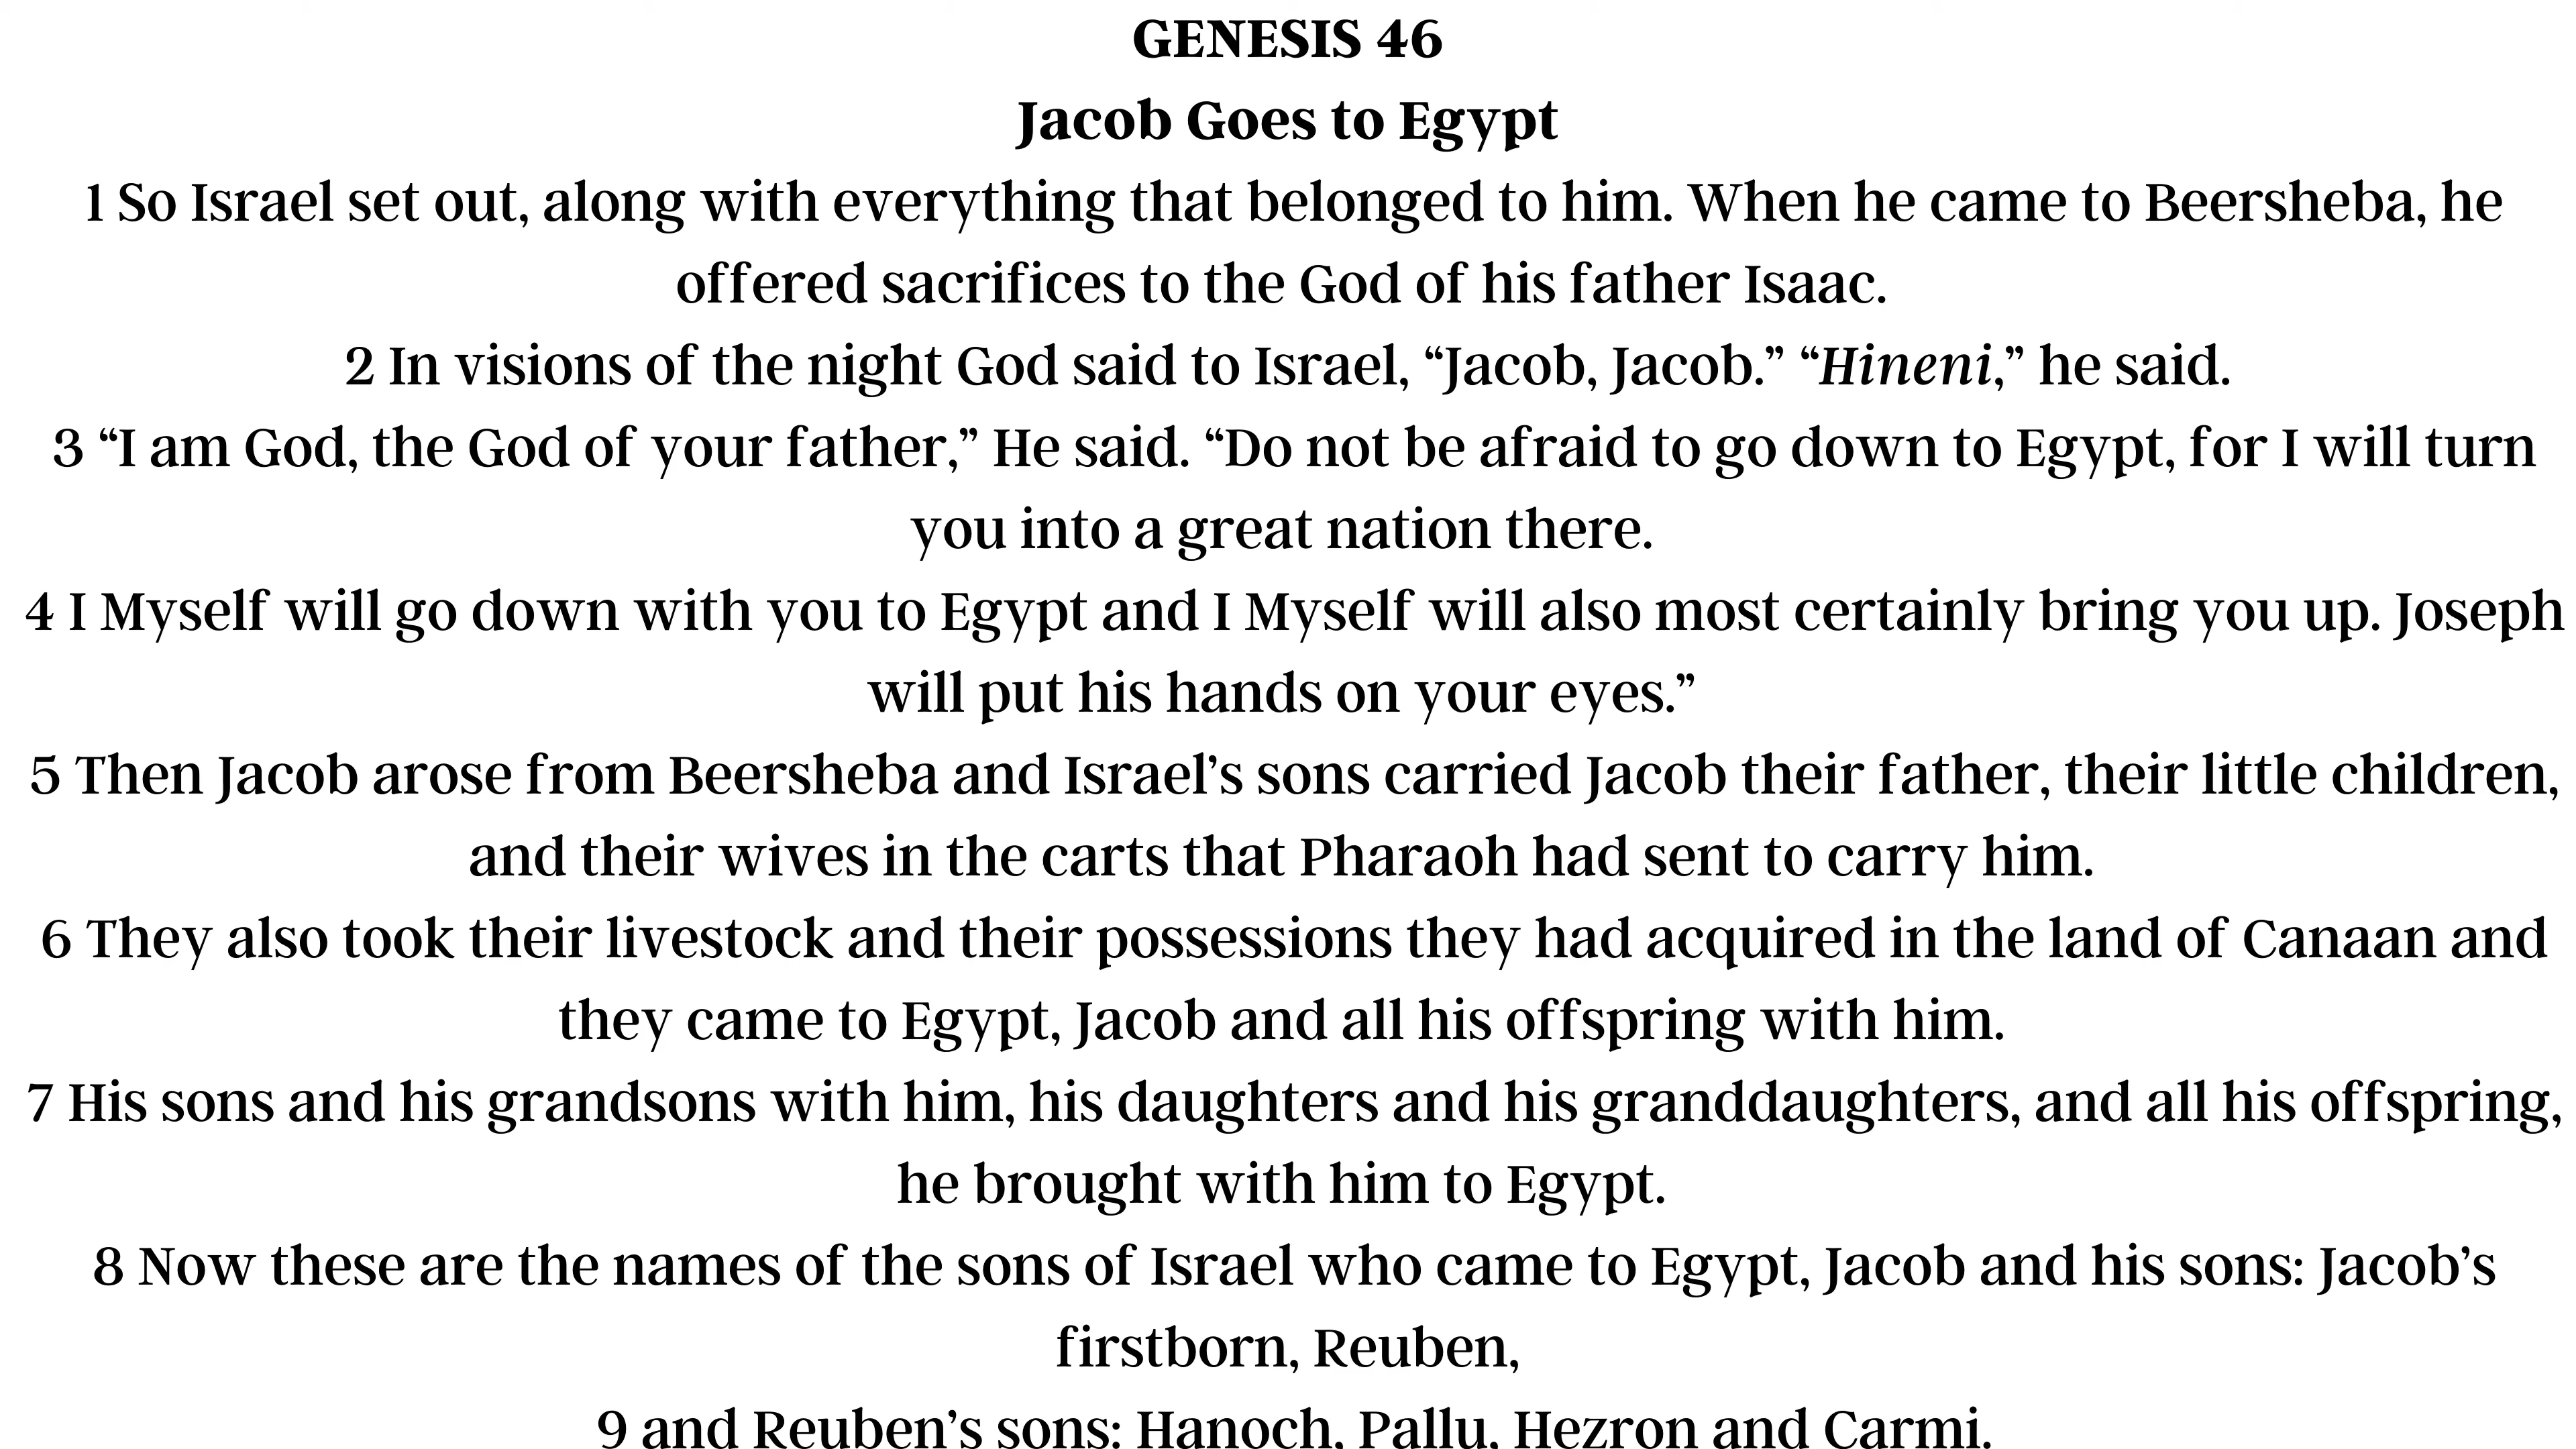 GENESIS 46
Jacob Goes to Egypt
1 So Israel set out, along with everything that belonged to him. When he came to Beersheba, he
offered sacrifices to the God of his father Isaac.
2 In visions of the night God said to Israel, “Jacob, Jacob.” “Hineni,” he said.
3 “I am God, the God of your father,” He said. “Do not be afraid to go down to Egypt, for I will turn
you into a great nation there.
4 I Myself will go down with you to Egypt and I Myself will also most certainly bring you up. Joseph
will put his hands on your eyes.”
5 Then Jacob arose from Beersheba and Israel’s sons carried Jacob their father, their little children,
and their wives in the carts that Pharaoh had sent to carry him.
6 They also took their livestock and their possessions they had acquired in the land of Canaan and
they came to Egypt, Jacob and all his offspring with him.
7 His sons and his grandsons with him, his daughters and his granddaughters, and all his offspring,
he brought with him to Egypt.
8 Now these are the names of the sons of Israel who came to Egypt, Jacob and his sons: Jacob’s
firstborn, Reuben,
9 and Reuben’s sons: Hanoch, Pallu, Hezron and Carmi.